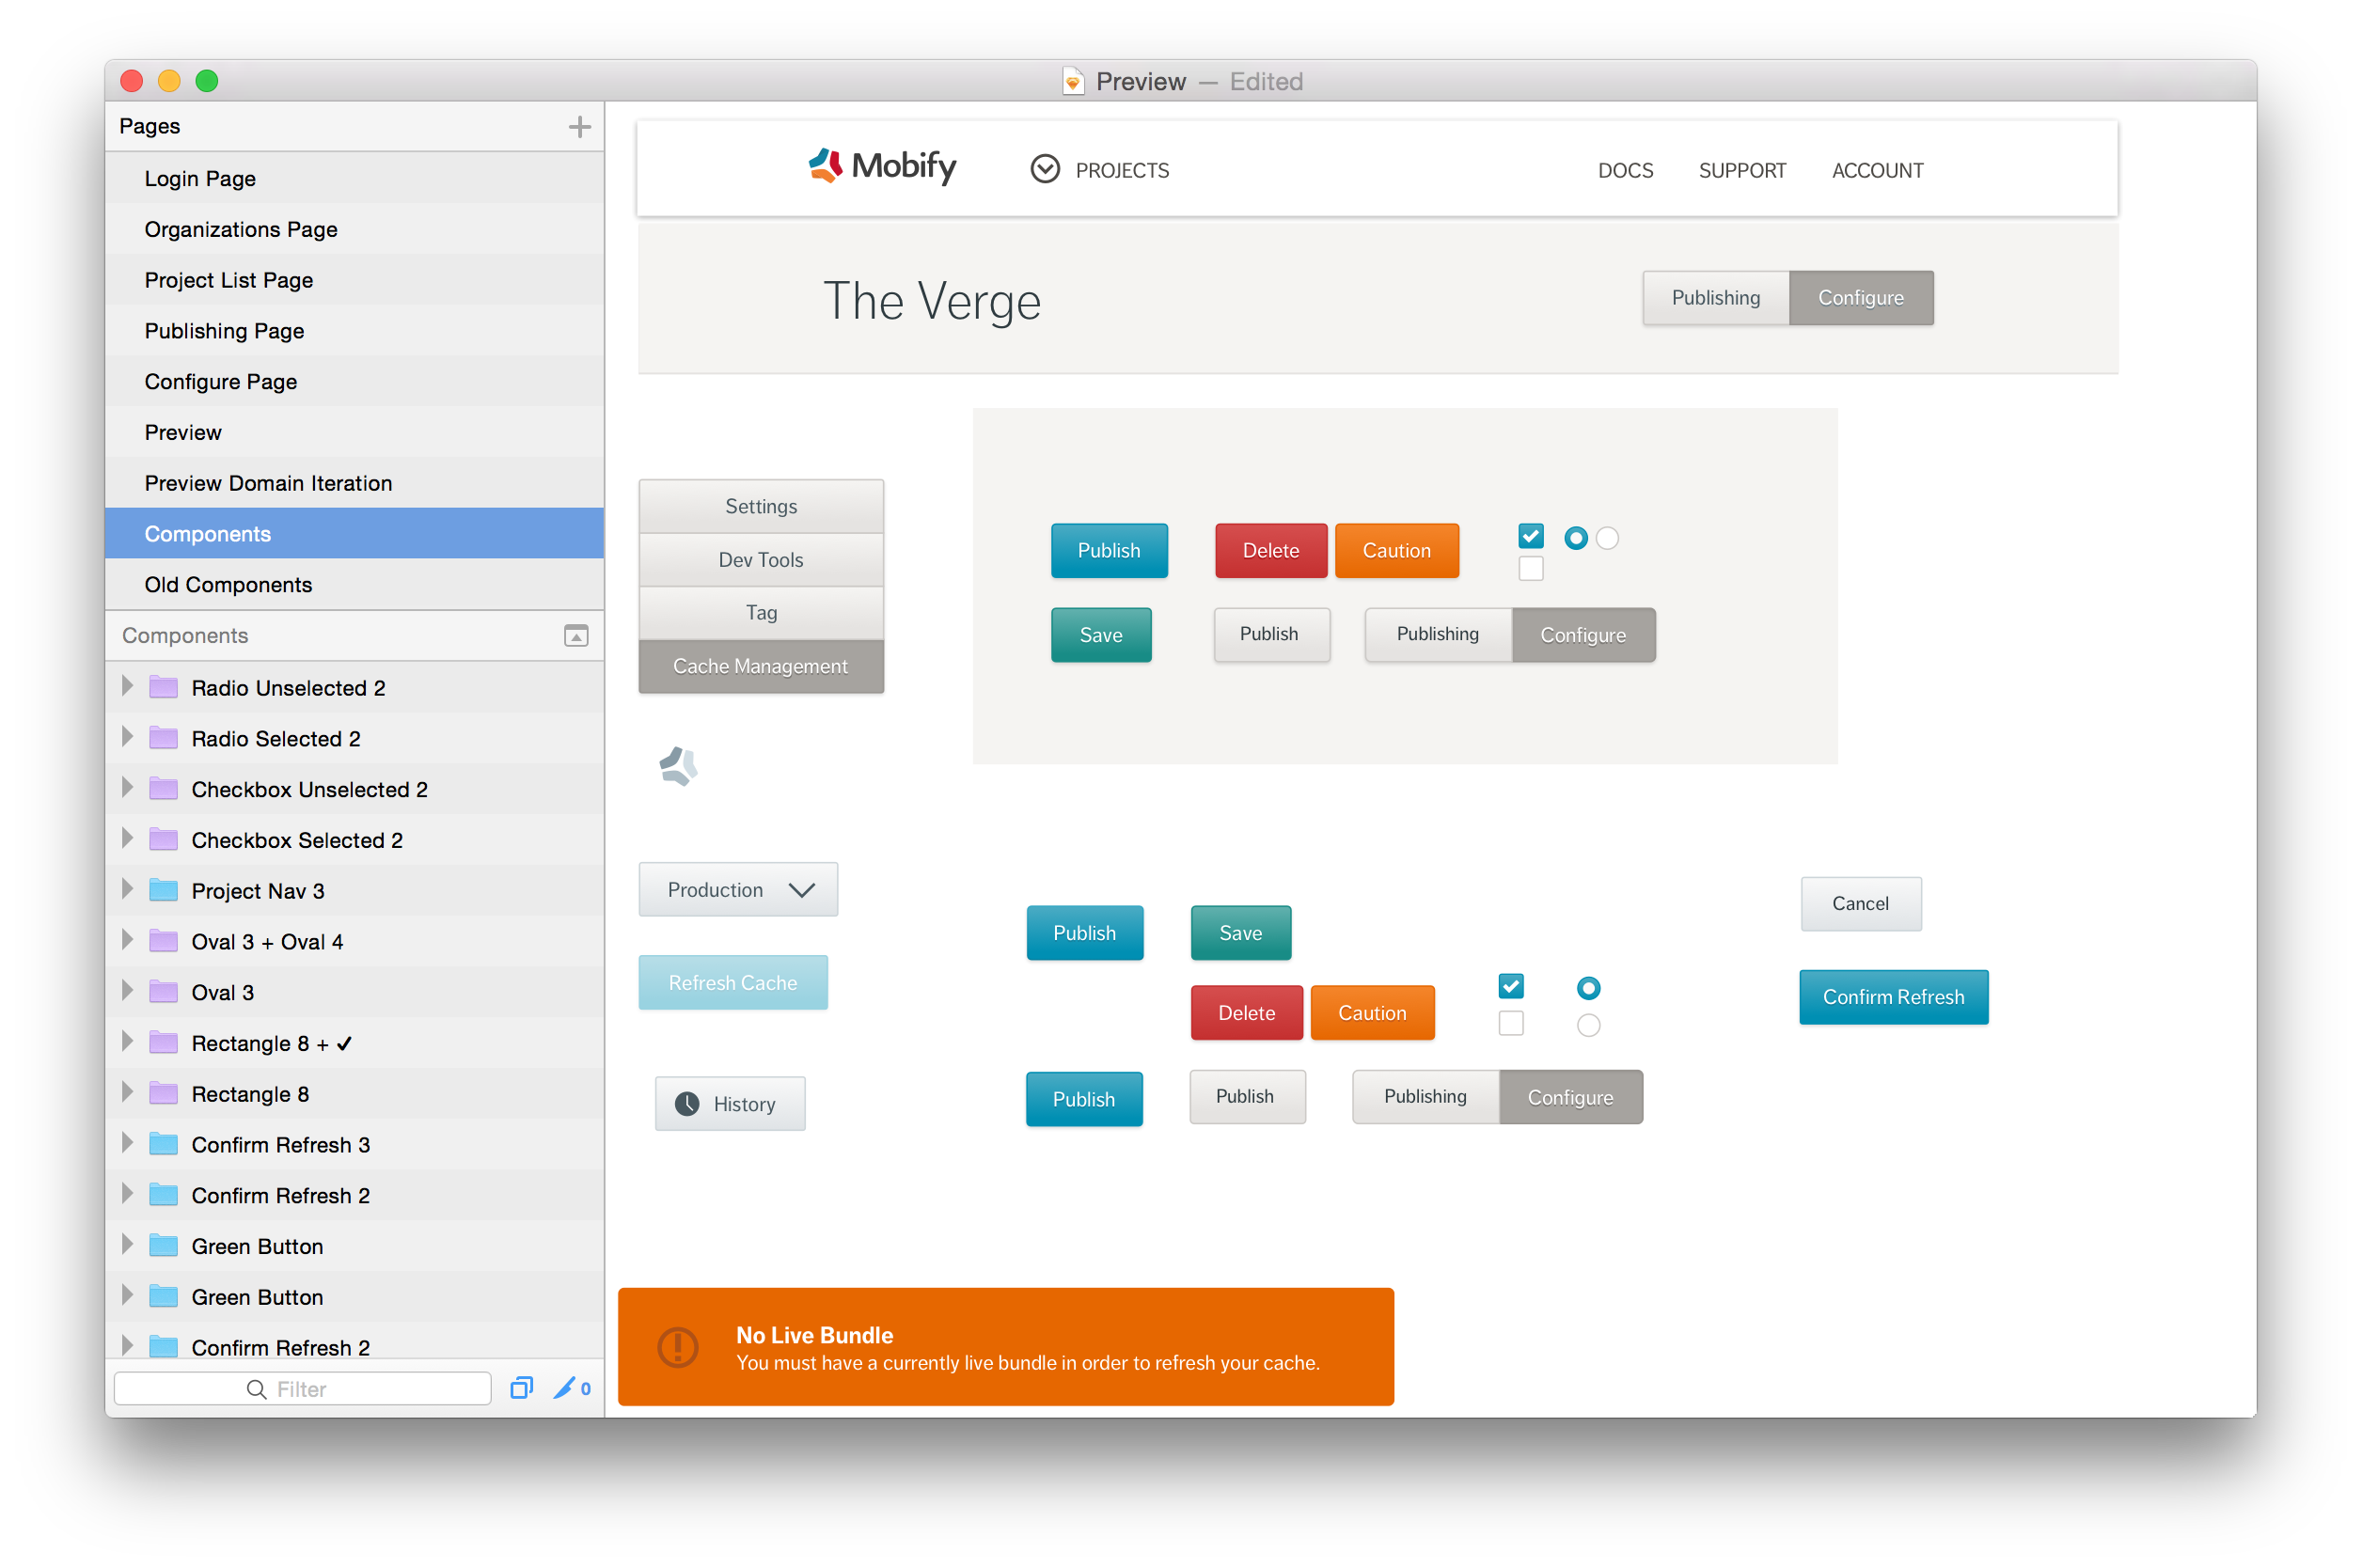 Preview — Edited
Pages
Login Page
Organizations Page
Project List Page
Publishing Page
Configure Page
Preview
Preview Domain Iteration
Components
Old Components
Components
Radio Unselected 2
Radio Selected 2
Checkbox Unselected 2
Checkbox Selected 2
Project Nav 3
Oval 3 + Oval 4
Oval 3
Rectangle 8 + ✓
Rectangle 8
Confirm Refresh 3
Confirm Refresh 2
Green Button
Green Button
Confirm Refresh 2
Filter
0
Mobify PROJECTS DOCS SUPPORT ACCOUNT
The Verge Publishing Configure
Settings
Dev Tools
Tag
Cache Management
Publish Delete Caution
Save Publish Publishing Configure
Production
Refresh Cache
History
Publish Save
Delete Caution
Publish Publish Publishing Configure
Cancel
Confirm Refresh
No Live Bundle
You must have a currently live bundle in order to refresh your cache.